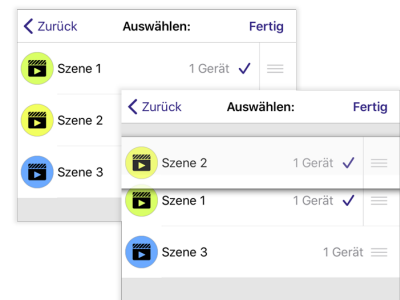 Zurück Auswählen: Fertig
Szene 1 1 Gerät
Szene 2
Szene 3
Zurück Auswählen: Fertig
Szene 2 1 Gerät
Szene 1 1 Gerät
Szene 3 1 Gerät